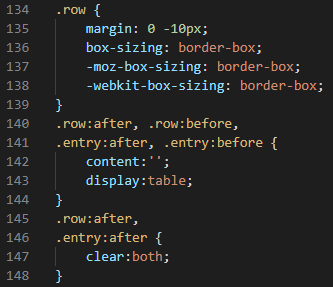 134 .row {
135     margin: 0 -10px;
136     box-sizing: border-box;
137     -moz-box-sizing: border-box;
138     -webkit-box-sizing: border-box;
139 }
140 .row:after, .row:before,
141 .entry:after, .entry:before {
142     content:'';
143     display:table;
144 }
145 .row:after,
146 .entry:after {
147     clear:both;
148 }